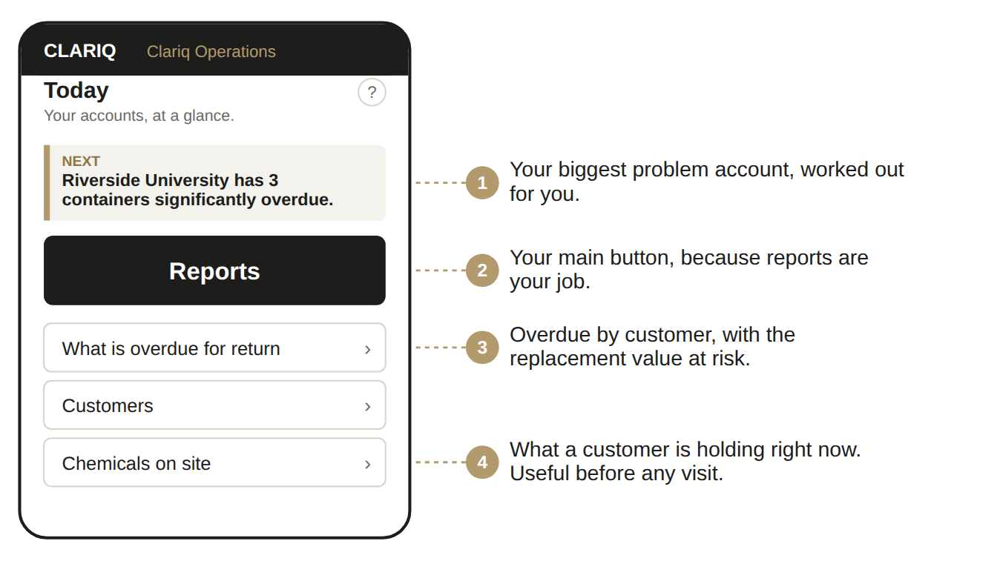 CLARIQ Clariq Operations
Today
?
Your accounts, at a glance.
NEXT
Riverside University has 3
containers significantly overdue.
1
Your biggest problem account, worked out
for you.
Reports
2
Your main button, because reports are
your job.
What is overdue for return ›
3
Overdue by customer, with the
replacement value at risk.
Customers ›
Chemicals on site ›
4
What a customer is holding right now.
Useful before any visit.